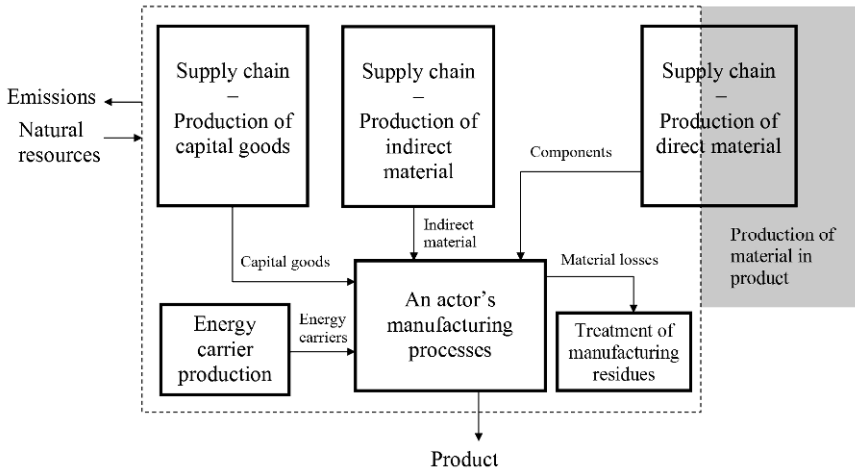 Emissions
Natural
resources
Supply chain
–
Production of
capital goods
Supply chain
–
Production of
indirect
material
Supply chain
–
Production of
direct material
Components
Indirect
material
Capital goods
Material losses
Production of
material in
product
An actor's
manufacturing
processes
Energy
carrier
production
Energy
carriers
Treatment of
manufacturing
residues
Product